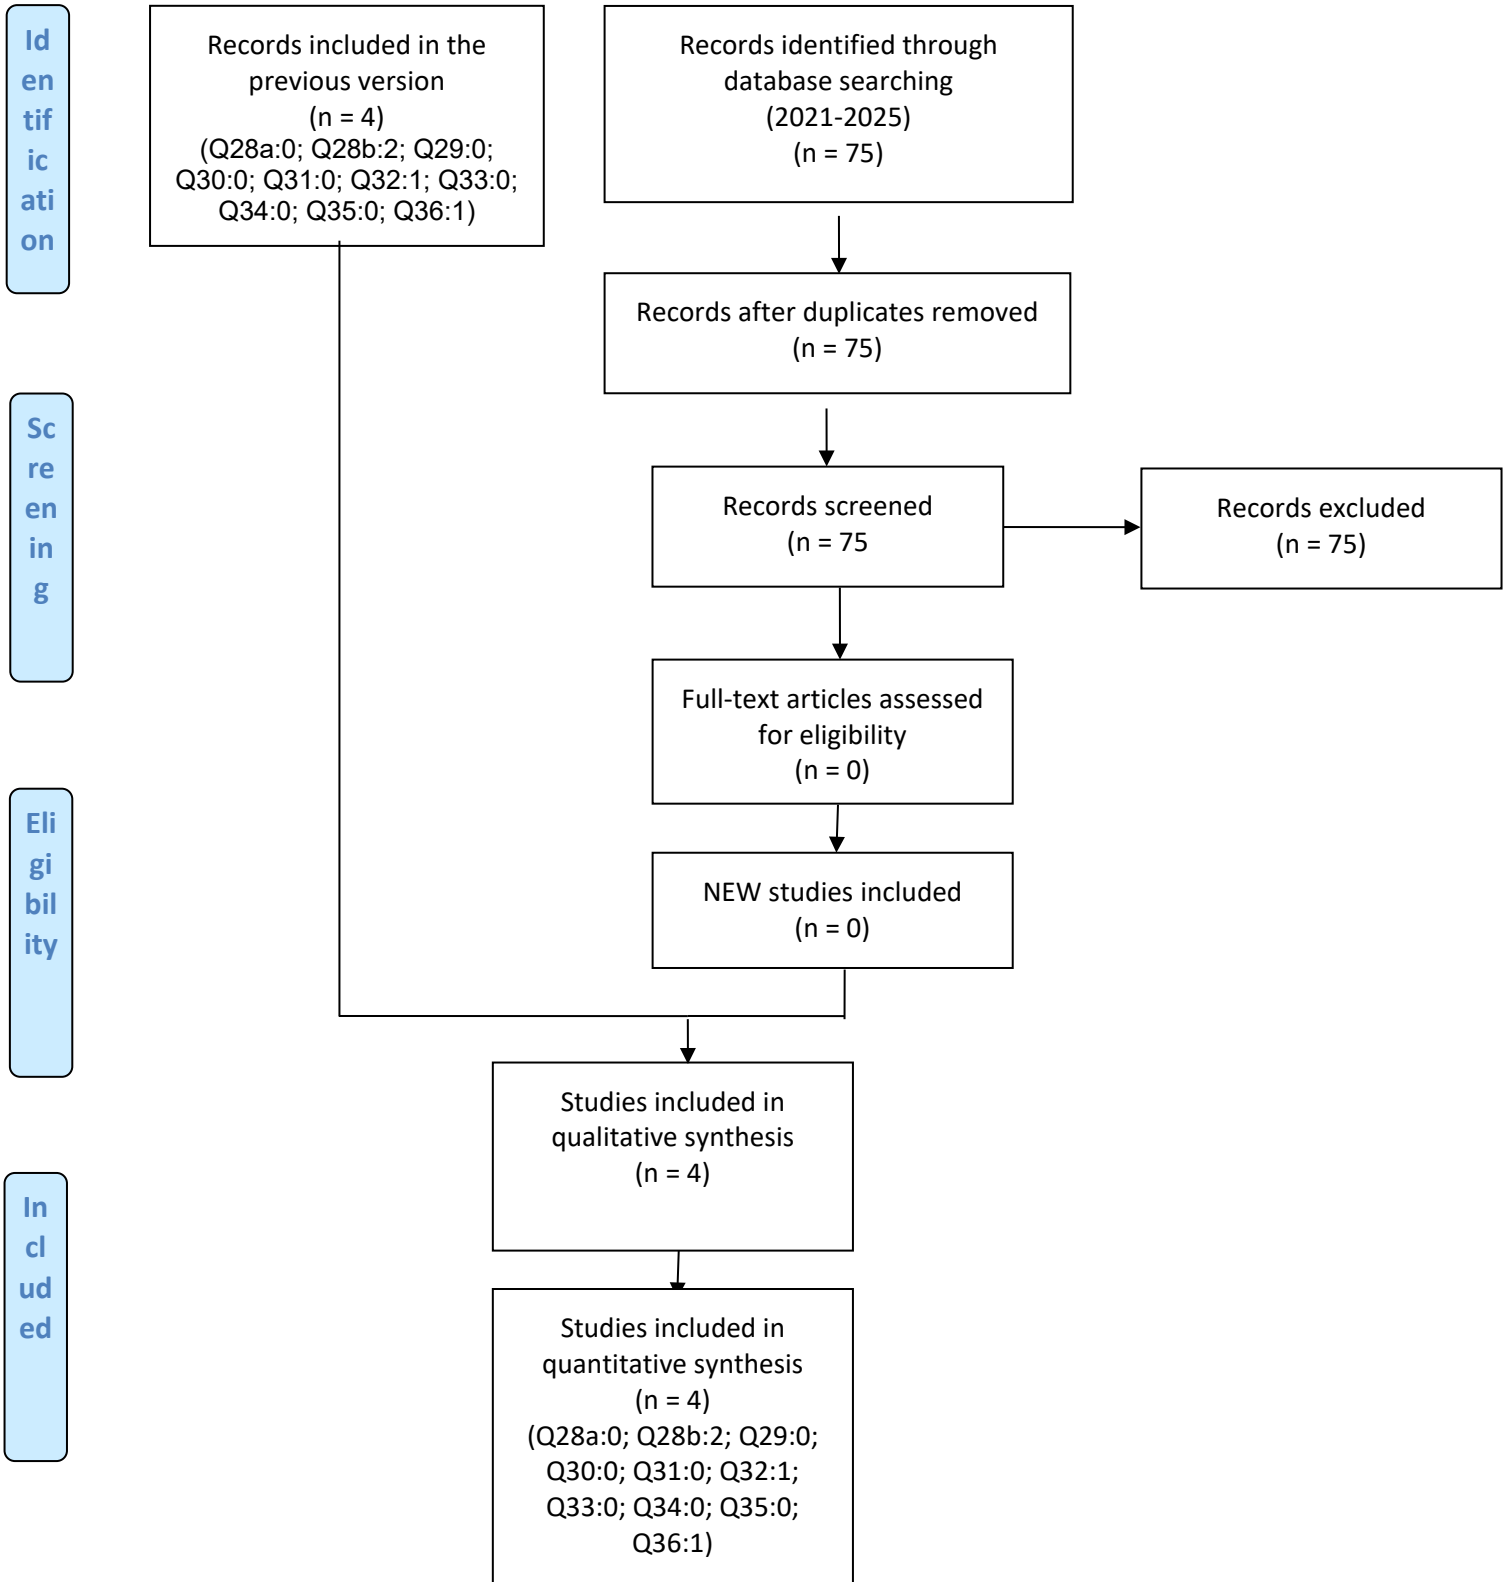 Id
en
tif
ic
ati
on
Records included in the
previous version
(n = 4)
(Q28a:0; Q28b:2; Q29:0;
Q30:0; Q31:0; Q32:1; Q33:0;
Q34:0; Q35:0; Q36:1)
Records identified through
database searching
(2021-2025)
(n = 75)
Records after duplicates removed
(n = 75)
Sc
re
en
in
g
Records screened
(n = 75
Records excluded
(n = 75)
Full-text articles assessed
for eligibility
(n = 0)
Eli
gi
bil
ity
NEW studies included
(n = 0)
Studies included in
qualitative synthesis
(n = 4)
In
cl
ud
ed
Studies included in
quantitative synthesis
(n = 4)
(Q28a:0; Q28b:2; Q29:0;
Q30:0; Q31:0; Q32:1;
Q33:0; Q34:0; Q35:0;
Q36:1)